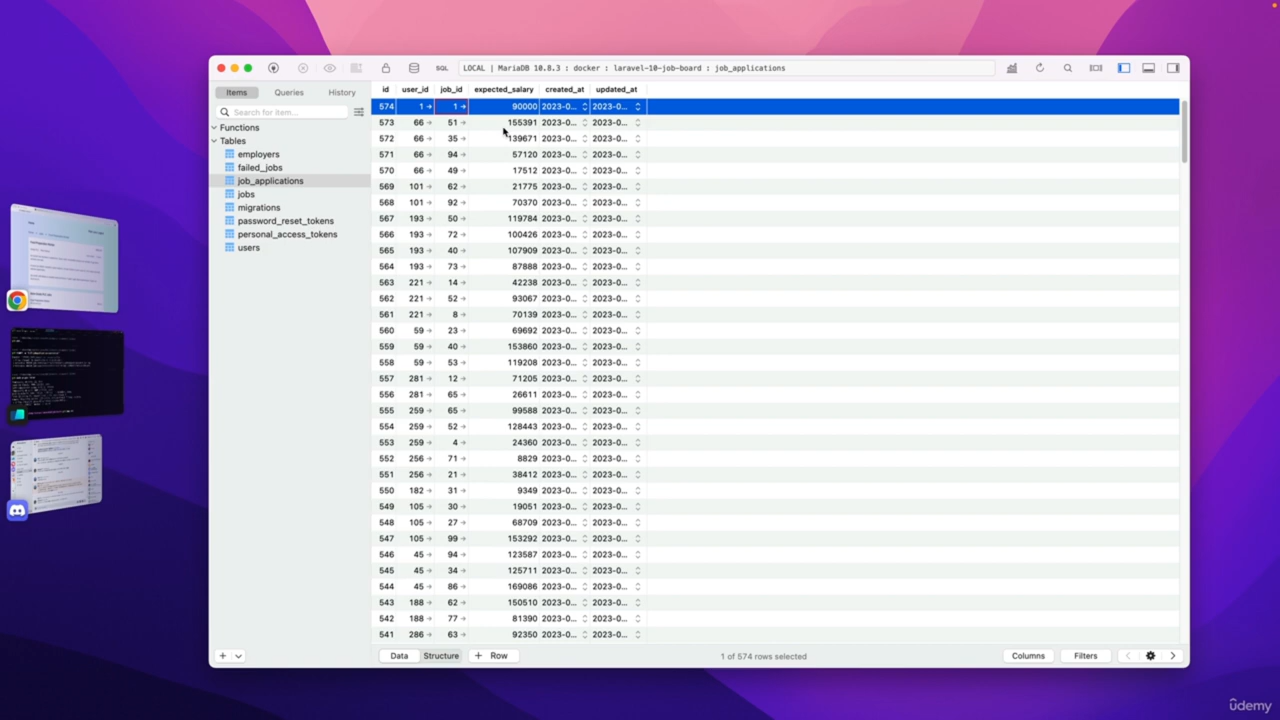 SQL LOCAL | MariaDB 10.8.3 : docker : laravel-10-job-board : job_applications
Items Queries History
Search for item...
Functions
Tables
employers
failed_jobs
job_applications
jobs
migrations
password_reset_tokens
personal_access_tokens
users
id user_id job_id expected_salary created_at updated_at
574 1 → 1 → 90000 2023-0... 2023-0...
573 66 → 51 → 155391 2023-0... 2023-0...
572 66 → 35 → 139671 2023-0... 2023-0...
571 66 → 94 → 57120 2023-0... 2023-0...
570 66 → 49 → 17512 2023-0... 2023-0...
569 101 → 62 → 21775 2023-0... 2023-0...
568 101 → 92 → 70370 2023-0... 2023-0...
567 193 → 50 → 119784 2023-0... 2023-0...
566 193 → 72 → 100426 2023-0... 2023-0...
565 193 → 40 → 107909 2023-0... 2023-0...
564 193 → 73 → 87888 2023-0... 2023-0...
563 221 → 14 → 42238 2023-0... 2023-0...
562 221 → 52 → 93067 2023-0... 2023-0...
561 221 → 8 → 70139 2023-0... 2023-0...
560 59 → 23 → 69692 2023-0... 2023-0...
559 59 → 40 → 153860 2023-0... 2023-0...
558 59 → 53 → 119208 2023-0... 2023-0...
557 281 → 12 → 71205 2023-0... 2023-0...
556 281 → 65 → 26611 2023-0... 2023-0...
555 259 → 65 → 99588 2023-0... 2023-0...
554 259 → 52 → 128443 2023-0... 2023-0...
553 259 → 4 → 24360 2023-0... 2023-0...
552 256 → 71 → 8829 2023-0... 2023-0...
551 256 → 21 → 38412 2023-0... 2023-0...
550 182 → 31 → 9349 2023-0... 2023-0...
549 105 → 30 → 19051 2023-0... 2023-0...
548 105 → 27 → 68709 2023-0... 2023-0...
547 105 → 99 → 153292 2023-0... 2023-0...
546 45 → 94 → 123587 2023-0... 2023-0...
545 45 → 34 → 125711 2023-0... 2023-0...
544 45 → 86 → 169086 2023-0... 2023-0...
543 188 → 62 → 150510 2023-0... 2023-0...
542 188 → 77 → 81390 2023-0... 2023-0...
541 286 → 63 → 92350 2023-0... 2023-0...
+ Data Structure + Row 1 of 574 rows selected Columns Filters
ûdemy